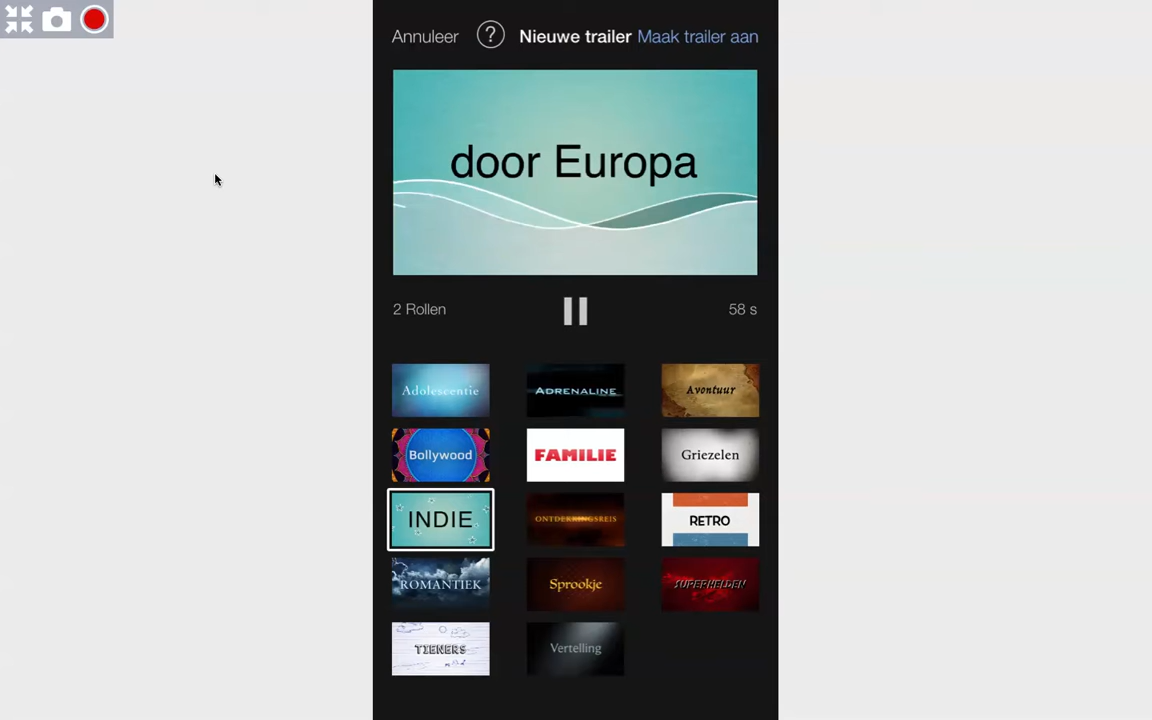 Annuleer ? Nieuwe trailer Maak trailer aan
door Europa
2 Rollen 58 s
Adolescentie ADRENALINE Avontuur
Bollywood FAMILIE Griezelen
INDIE ONTDEKKINGSREIS RETRO
ROMANTIEK Sprookje SUPERHELDEN
TIENERS Vertelling